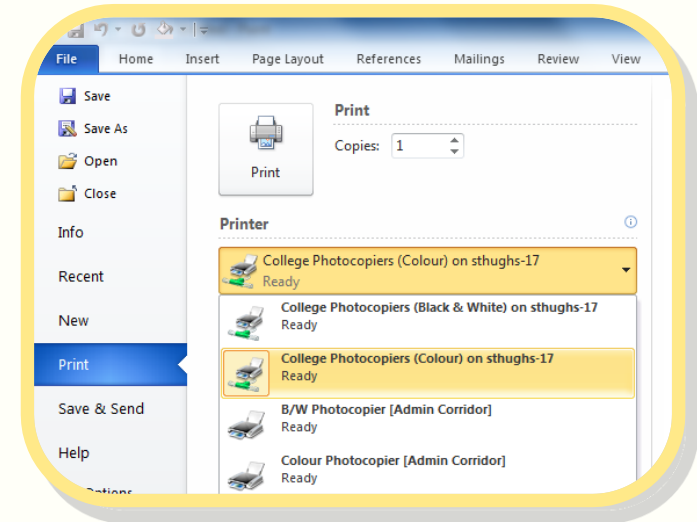 File Home Insert Page Layout References Mailings Review View
Save
Save As
Open
Close
Info
Recent
New
Print
Save & Send
Help
Options
Print
Print
Copies: 1
Printer
College Photocopiers (Colour) on sthughs-17
Ready
College Photocopiers (Black & White) on sthughs-17
Ready
College Photocopiers (Colour) on sthughs-17
Ready
B/W Photocopier [Admin Corridor]
Ready
Colour Photocopier [Admin Corridor]
Ready